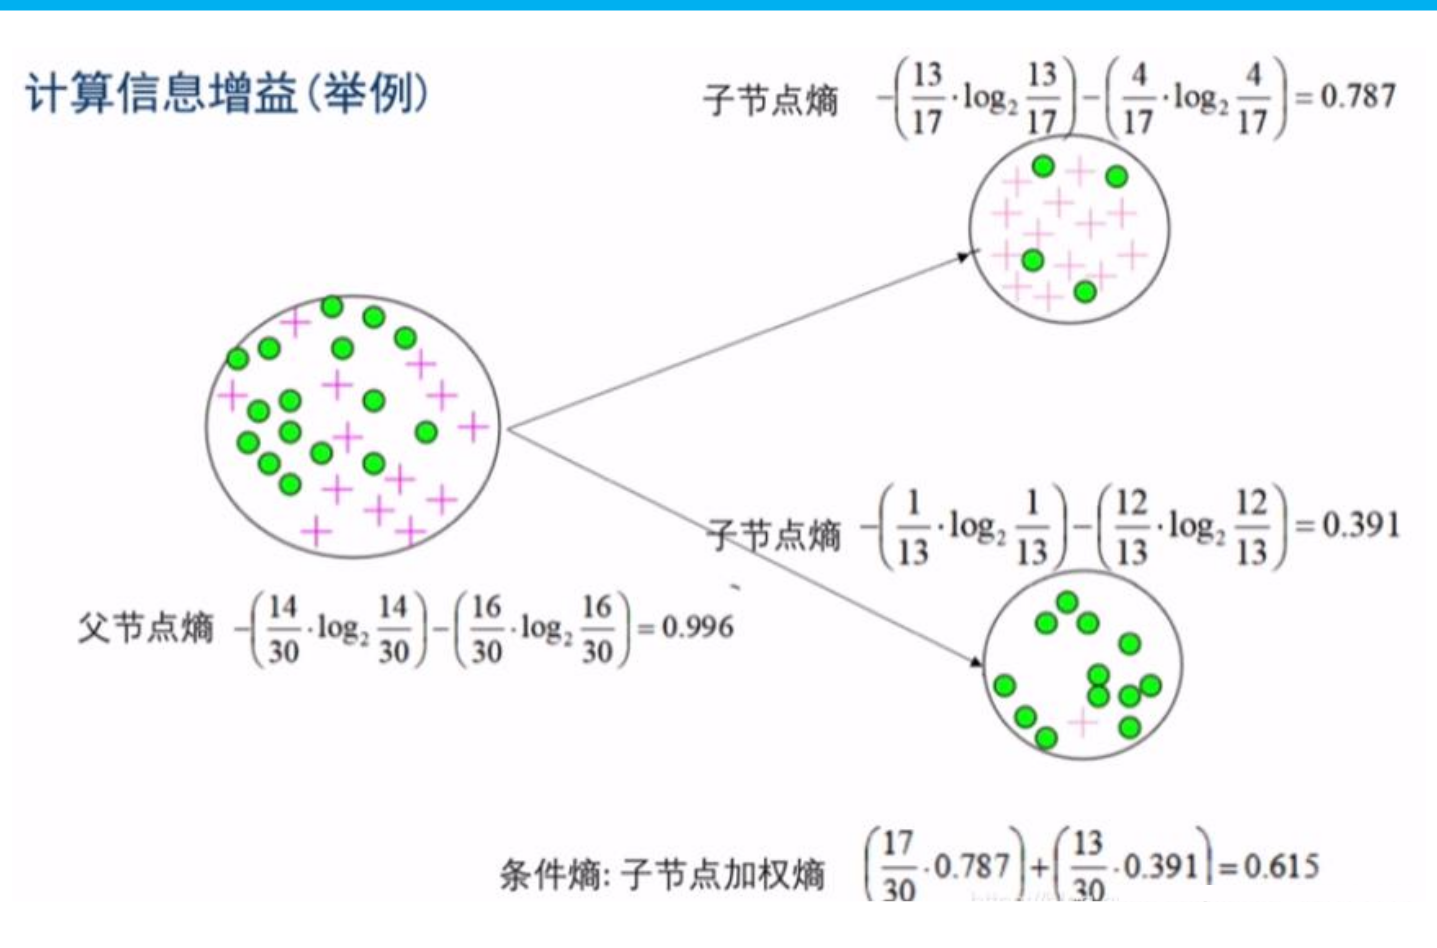 计算信息增益(举例)
子节点熵 -(13/17·log₂ 13/17)-(4/17·log₂ 4/17)=0.787
子节点熵 -(1/13·log₂ 1/13)-(12/13·log₂ 12/13)=0.391
父节点熵 -(14/30·log₂ 14/30)-(16/30·log₂ 16/30)=0.996
条件熵: 子节点加权熵 (17/30·0.787)+(13/30·0.391)=0.615